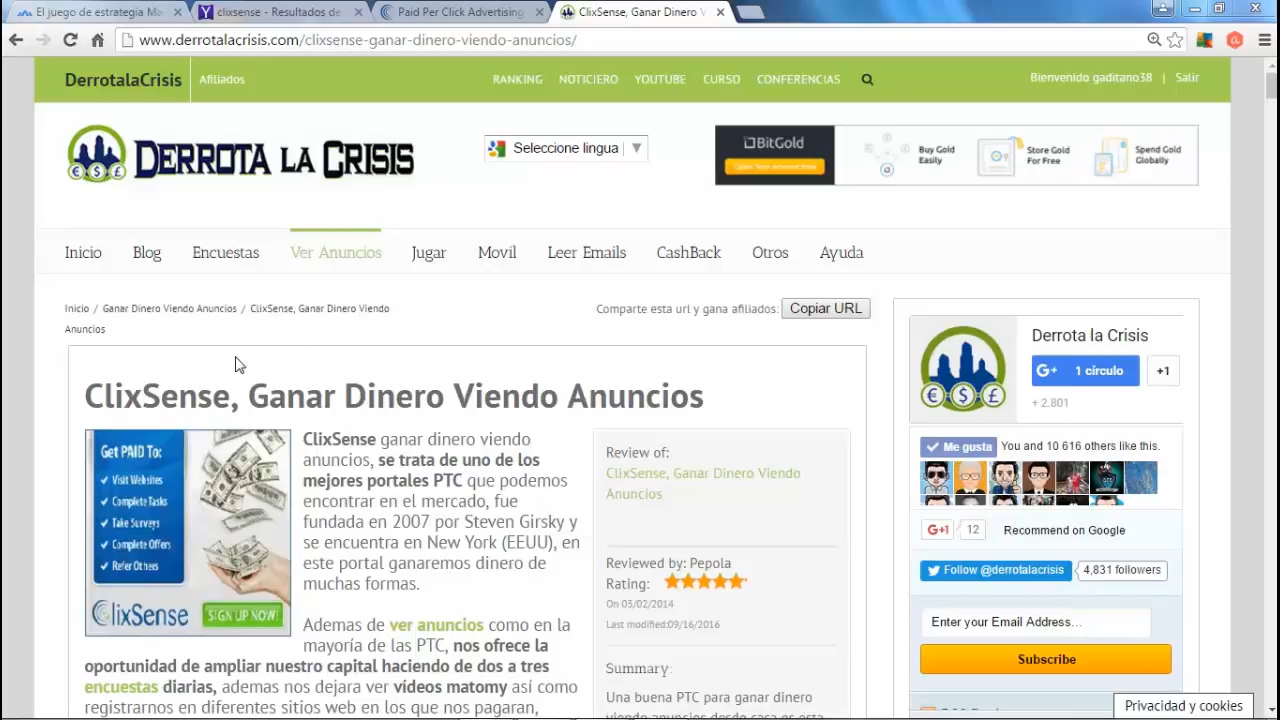 El juego de estrategia Ma
clixsense - Resultados de
Paid Per Click Advertising
ClixSense, Ganar Dinero V
www.derrotalacrisis.com/clixsense-ganar-dinero-viendo-anuncios/
DerrotalaCrisis
Afiliados
RANKING NOTICIERO YOUTUBE CURSO CONFERENCIAS
Bienvenido gaditano38 | Salir
DERROTA LA CRISIS
Seleccione lingua
BitGold
Buy Gold
Easily
Store Gold
For Free
Spend Gold
Globally
Inicio Blog Encuestas Ver Anuncios Jugar Movil Leer Emails CashBack Otros Ayuda
Inicio / Ganar Dinero Viendo Anuncios / ClixSense, Ganar Dinero Viendo
Anuncios
Comparte esta url y gana afiliados: Copiar URL
ClixSense, Ganar Dinero Viendo Anuncios
Get PAID To:
Visit Websites
Complete Tasks
Take Surveys
Complete Offers
Refer Others
ClixSense
SIGN UP NOW!
ClixSense ganar dinero viendo
anuncios, se trata de uno de los
mejores portales PTC que podemos
encontrar en el mercado, fue
fundada en 2007 por Steven Girsky y
se encuentra en New York (EEUU), en
este portal ganaremos dinero de
muchas formas.
Ademas de ver anuncios como en la
mayoría de las PTC, nos ofrece la
oportunidad de ampliar nuestro capital haciendo de dos a tres
encuestas diarias, ademas nos dejara ver vídeos matomy así como
registrarnos en diferentes sitios web en los que nos pagaran,
Review of:
ClixSense, Ganar Dinero Viendo
Anuncios
Reviewed by: Pepola
Rating:
On 03/02/2014
Last modified:09/16/2016
Summary:
Una buena PTC para ganar dinero
viendo anuncios desde casa es esta
Derrota la Crisis
G+ 1 círculo
+1
+ 2.801
Me gusta
You and 10 616 others like this.
G+1 12 Recommend on Google
Follow @derrotalacrisis 4,831 followers
Enter your Email Address...
Subscribe
Privacidad y cookies